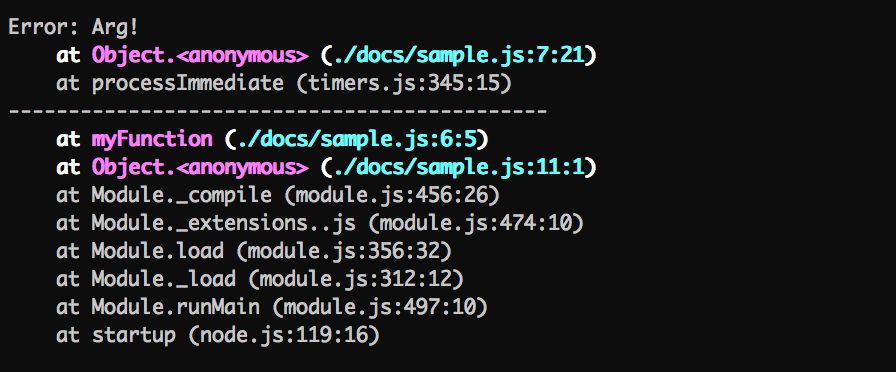 Error: Arg!
    at Object.<anonymous> (./docs/sample.js:7:21)
    at processImmediate (timers.js:345:15)
---------------------------------------------
    at myFunction (./docs/sample.js:6:5)
    at Object.<anonymous> (./docs/sample.js:11:1)
    at Module._compile (module.js:456:26)
    at Module._extensions..js (module.js:474:10)
    at Module.load (module.js:356:32)
    at Module._load (module.js:312:12)
    at Module.runMain (module.js:497:10)
    at startup (node.js:119:16)